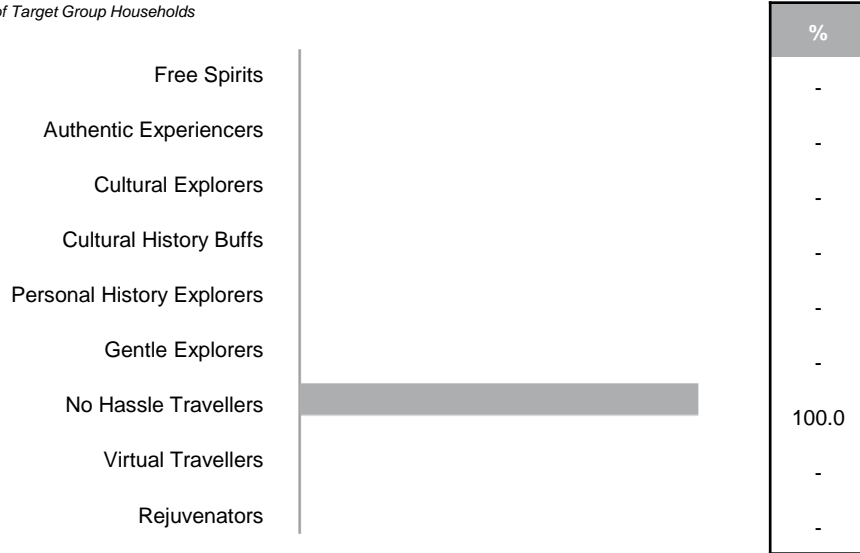 of Target Group Households
%
Free Spirits -
Authentic Experiencers -
Cultural Explorers -
Cultural History Buffs -
Personal History Explorers -
Gentle Explorers -
No Hassle Travellers 100.0
Virtual Travellers -
Rejuvenators -